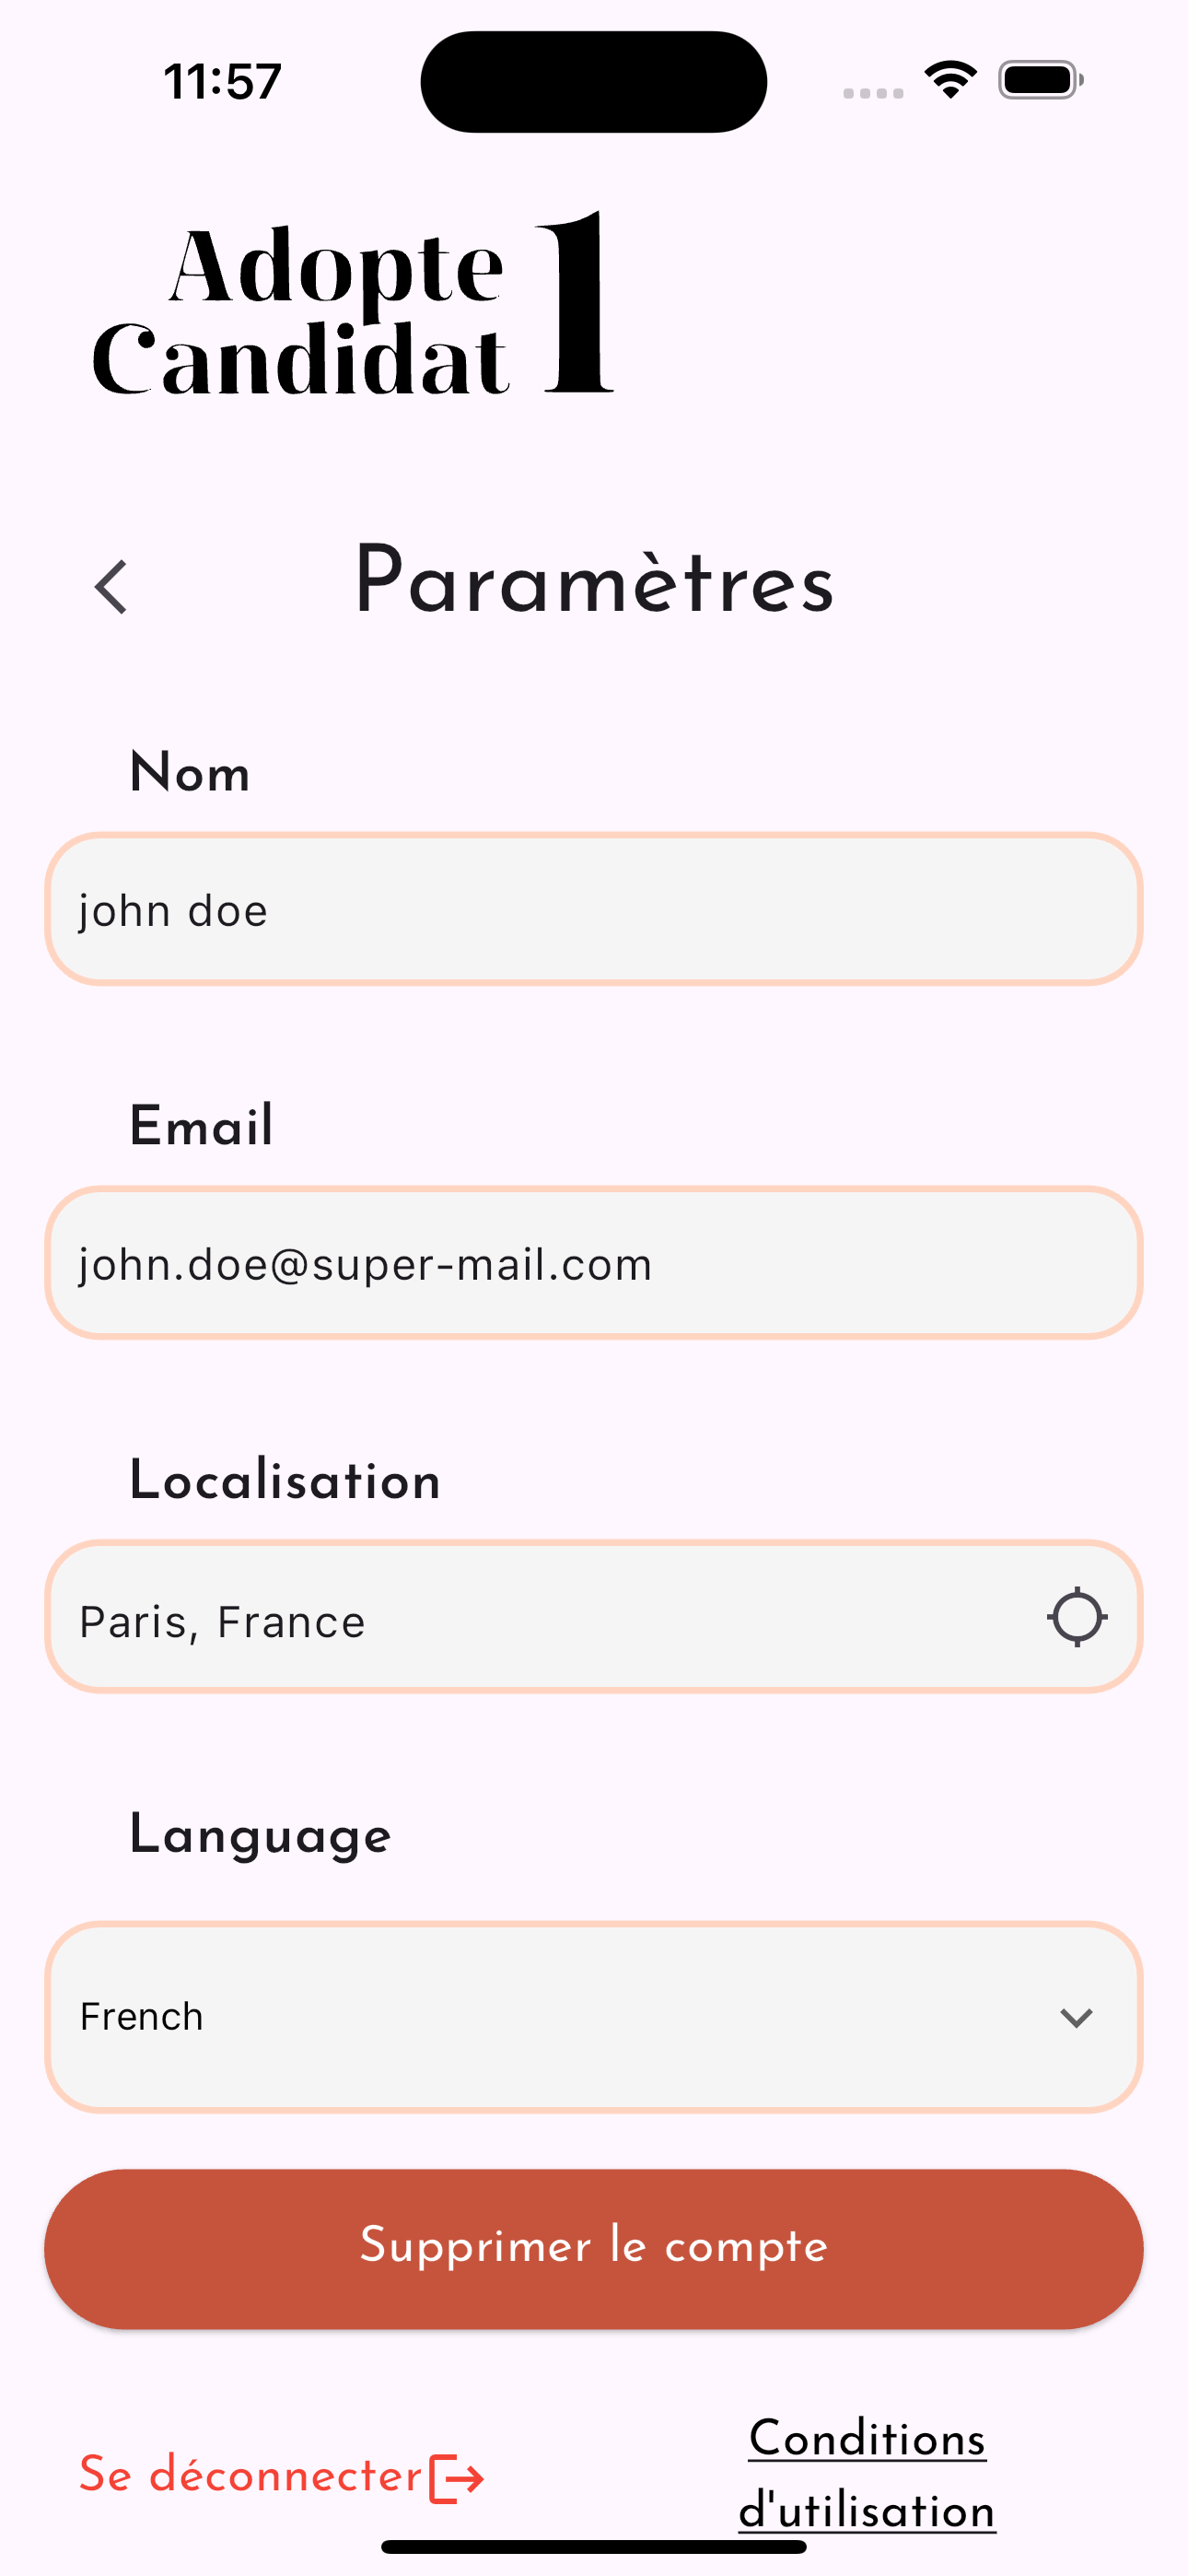 11:57
Adopte 1
Candidat
Paramètres
Nom
john doe
Email
john.doe@super-mail.com
Localisation
Paris, France
Language
French
Supprimer le compte
Se déconnecter
Conditions
d'utilisation